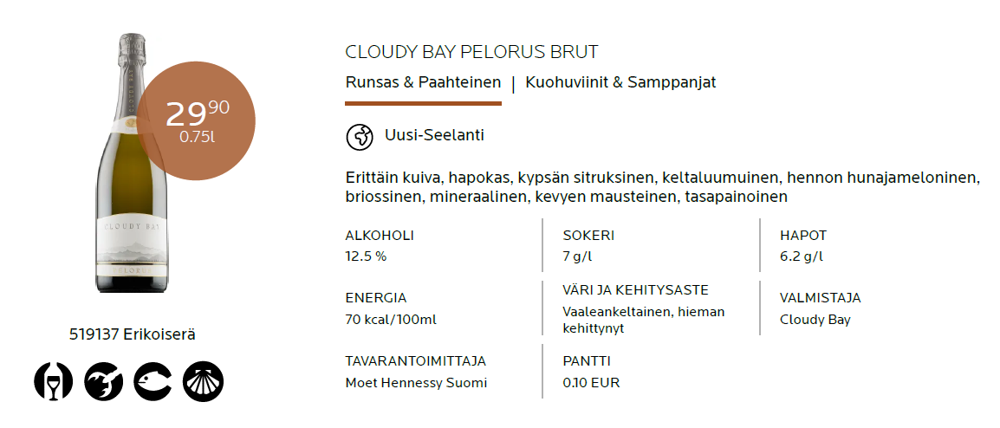 CLOUDY BAY PELORUS BRUT
Runsas & Paahteinen | Kuohuviinit & Samppanjat
29 90
0.75l
Uusi-Seelanti
Erittäin kuiva, hapokas, kypsän sitruksinen, keltaluumuinen, hennon hunajameloninen,
briossinen, mineraalinen, kevyen mausteinen, tasapainoinen
ALKOHOLI
12.5 %
SOKERI
7 g/l
HAPOT
6.2 g/l
ENERGIA
70 kcal/100ml
VÄRI JA KEHITYSASTE
Vaaleankeltainen, hieman
kehittynyt
VALMISTAJA
Cloudy Bay
TAVARANTOIMITTAJA
Moet Hennessy Suomi
PANTTI
0.10 EUR
CLOUDY BAY
CLOUDY BAY
PELORUS
519137 Erikoiserä